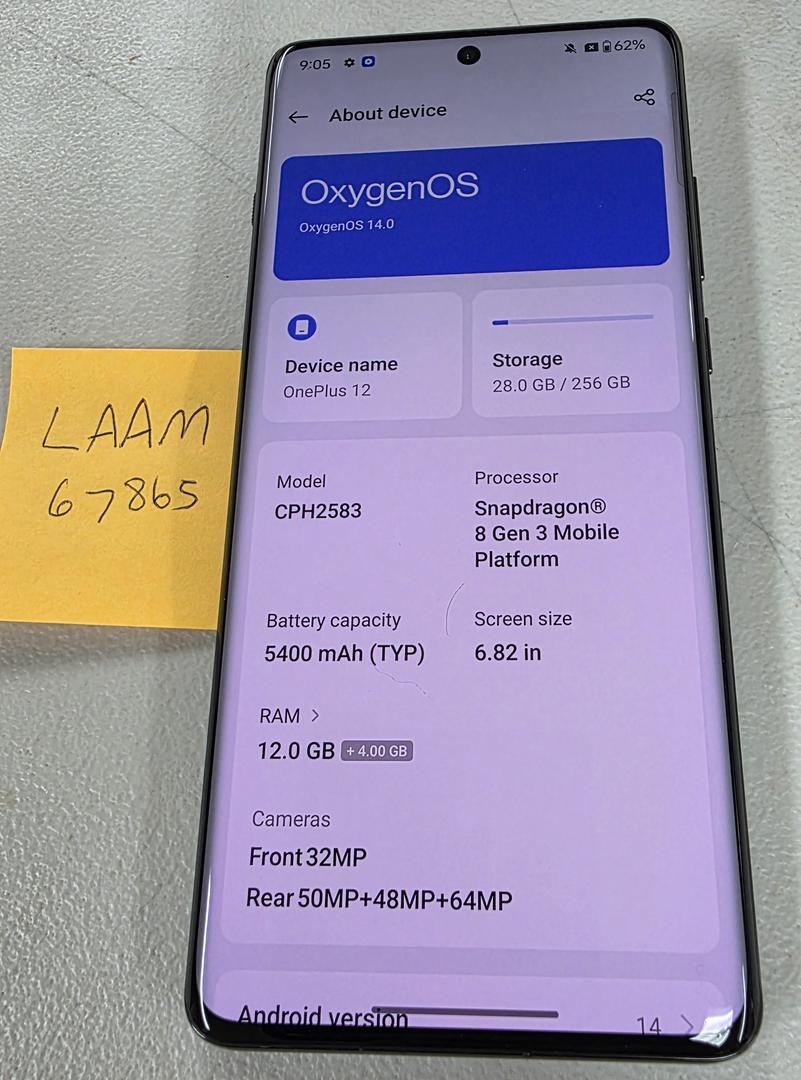 9:05 62%
About device
OxygenOS
OxygenOS 14.0
Device name
OnePlus 12
Storage
28.0 GB / 256 GB
LAAM
67865
Model
CPH2583
Processor
Snapdragon®
8 Gen 3 Mobile
Platform
Battery capacity
5400 mAh (TYP)
Screen size
6.82 in
RAM >
12.0 GB + 4.00 GB
Cameras
Front 32MP
Rear 50MP+48MP+64MP
Android version 14 >